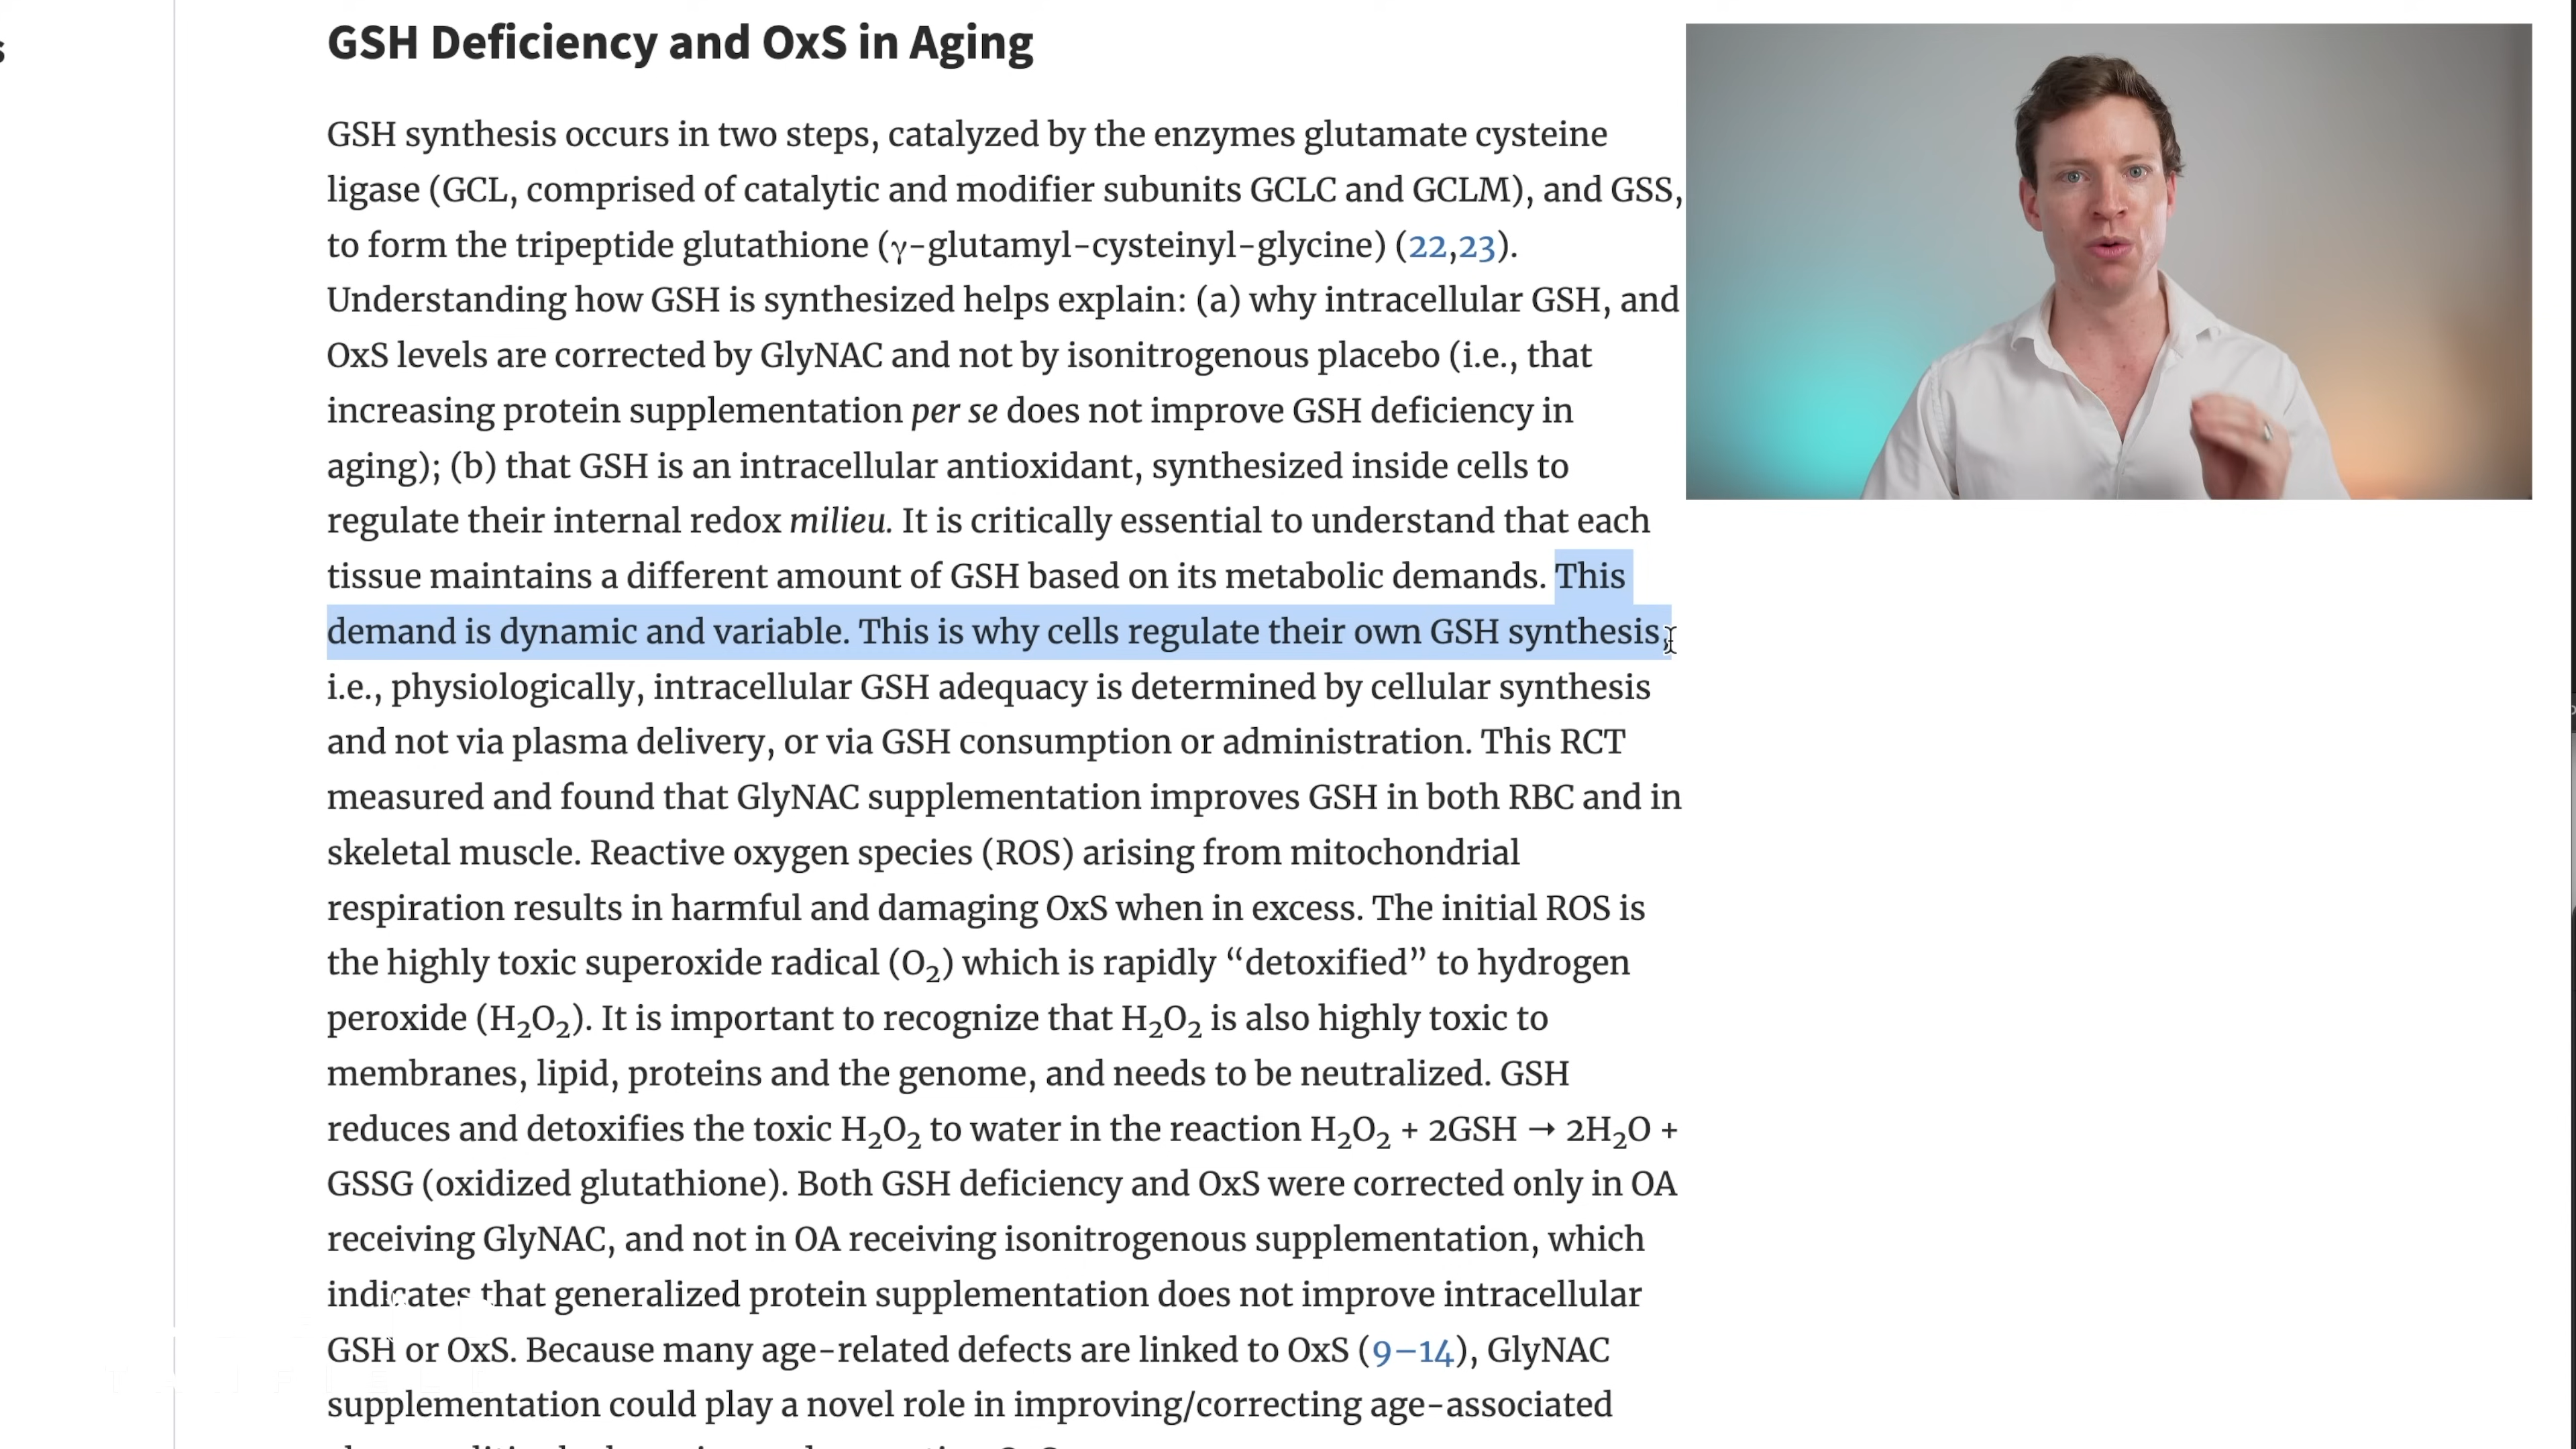 GSH Deficiency and OxS in Aging
GSH synthesis occurs in two steps, catalyzed by the enzymes glutamate cysteine
ligase (GCL, comprised of catalytic and modifier subunits GCLC and GCLM), and GSS,
to form the tripeptide glutathione (γ-glutamyl-cysteinyl-glycine) (22,23).
Understanding how GSH is synthesized helps explain: (a) why intracellular GSH, and
OxS levels are corrected by GlyNAC and not by isonitrogenous placebo (i.e., that
increasing protein supplementation per se does not improve GSH deficiency in
aging); (b) that GSH is an intracellular antioxidant, synthesized inside cells to
regulate their internal redox milieu. It is critically essential to understand that each
tissue maintains a different amount of GSH based on its metabolic demands. This
demand is dynamic and variable. This is why cells regulate their own GSH synthesis,
i.e., physiologically, intracellular GSH adequacy is determined by cellular synthesis
and not via plasma delivery, or via GSH consumption or administration. This RCT
measured and found that GlyNAC supplementation improves GSH in both RBC and in
skeletal muscle. Reactive oxygen species (ROS) arising from mitochondrial
respiration results in harmful and damaging OxS when in excess. The initial ROS is
the highly toxic superoxide radical (O₂) which is rapidly “detoxified” to hydrogen
peroxide (H₂O₂). It is important to recognize that H₂O₂ is also highly toxic to
membranes, lipid, proteins and the genome, and needs to be neutralized. GSH
reduces and detoxifies the toxic H₂O₂ to water in the reaction H₂O₂ + 2GSH → 2H₂O +
GSSG (oxidized glutathione). Both GSH deficiency and OxS were corrected only in OA
receiving GlyNAC, and not in OA receiving isonitrogenous supplementation, which
indicates that generalized protein supplementation does not improve intracellular
GSH or OxS. Because many age-related defects are linked to OxS (9–14), GlyNAC
supplementation could play a novel role in improving/correcting age-associated